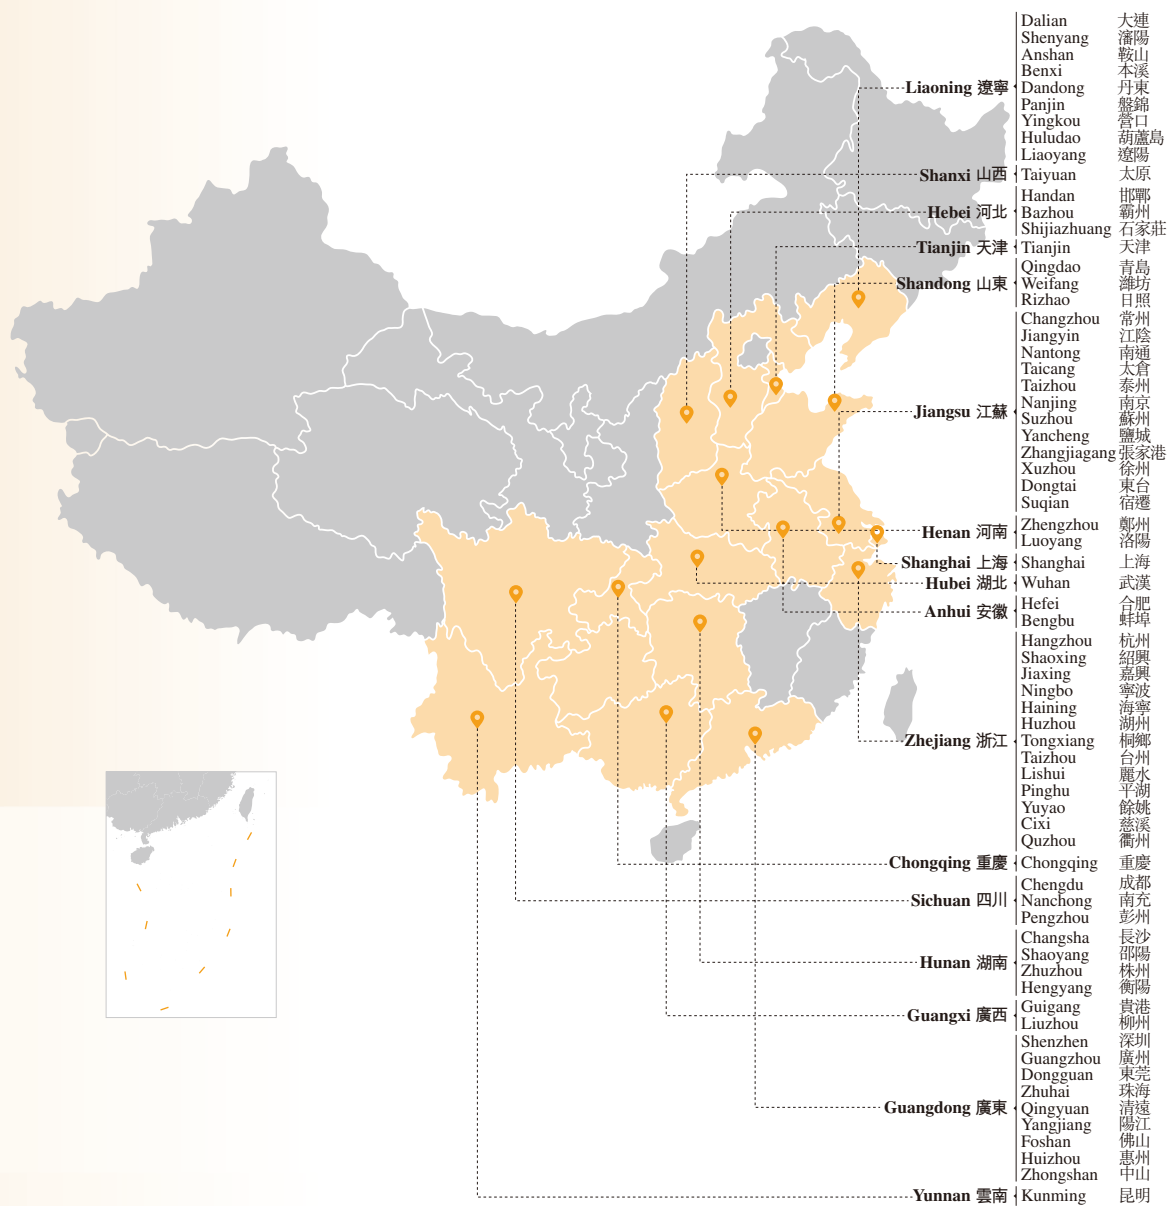 Liaoning 遼寧
Dalian 大連
Shenyang 瀋陽
Anshan 鞍山
Benxi 本溪
Dandong 丹東
Panjin 盤錦
Yingkou 營口
Huludao 葫蘆島
Liaoyang 遼陽
Shanxi 山西
Taiyuan 太原
Hebei 河北
Handan 邯鄲
Bazhou 霸州
Shijiazhuang 石家莊
Tianjin 天津
Tianjin 天津
Shandong 山東
Qingdao 青島
Weifang 濰坊
Rizhao 日照
Jiangsu 江蘇
Changzhou 常州
Jiangyin 江陰
Nantong 南通
Taicang 太倉
Taizhou 泰州
Nanjing 南京
Suzhou 蘇州
Yancheng 鹽城
Zhangjiagang 張家港
Xuzhou 徐州
Dongtai 東台
Suqian 宿遷
Henan 河南
Zhengzhou 鄭州
Luoyang 洛陽
Shanghai 上海
Shanghai 上海
Hubei 湖北
Wuhan 武漢
Anhui 安徽
Hefei 合肥
Bengbu 蚌埠
Zhejiang 浙江
Hangzhou 杭州
Shaoxing 紹興
Jiaxing 嘉興
Ningbo 寧波
Haining 海寧
Huzhou 湖州
Tongxiang 桐鄉
Taizhou 台州
Lishui 麗水
Pinghu 平湖
Yuyao 餘姚
Cixi 慈溪
Quzhou 衢州
Chongqing 重慶
Chongqing 重慶
Sichuan 四川
Chengdu 成都
Nanchong 南充
Pengzhou 彭州
Hunan 湖南
Changsha 長沙
Shaoyang 邵陽
Zhuzhou 株州
Hengyang 衡陽
Guangxi 廣西
Guigang 貴港
Liuzhou 柳州
Guangdong 廣東
Shenzhen 深圳
Guangzhou 廣州
Dongguan 東莞
Zhuhai 珠海
Qingyuan 清遠
Yangjiang 陽江
Foshan 佛山
Huizhou 惠州
Zhongshan 中山
Yunnan 雲南
Kunming 昆明